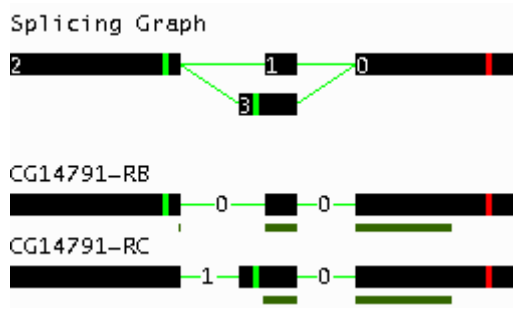 Splicing Graph
2 1 0
3
CG14791-RB
0 0
CG14791-RC
1 0